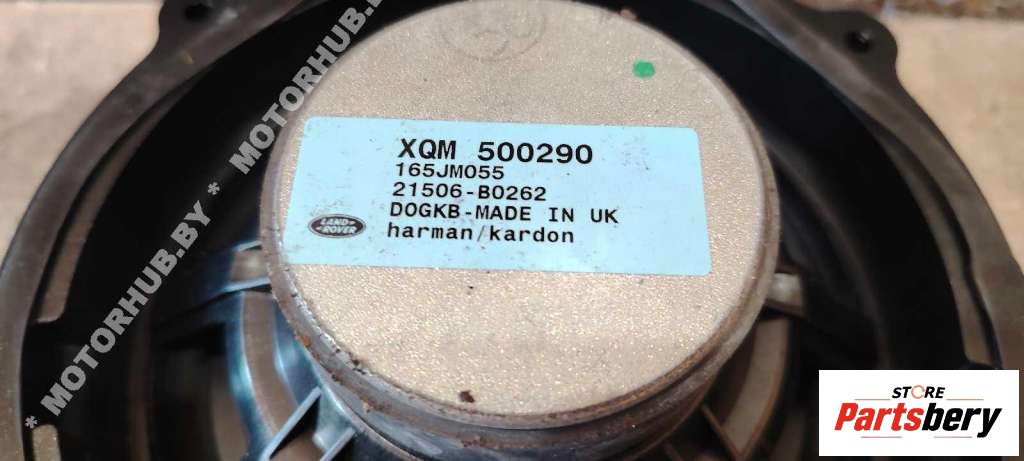 * MOTORHUB.BY * MOTORHUB.BY
XQM 500290
165JM055
21506-B0262
DOGKB-MADE IN UK
LAND-
-ROVER
harman/kardon
STORE
Partsbery